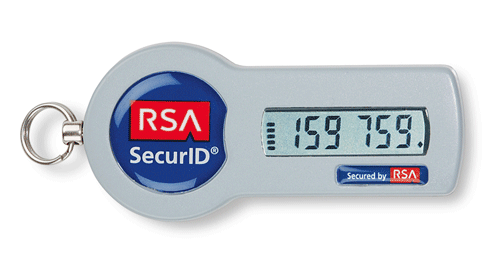 RSA
SecurID®
159 759.
Secured by RSA